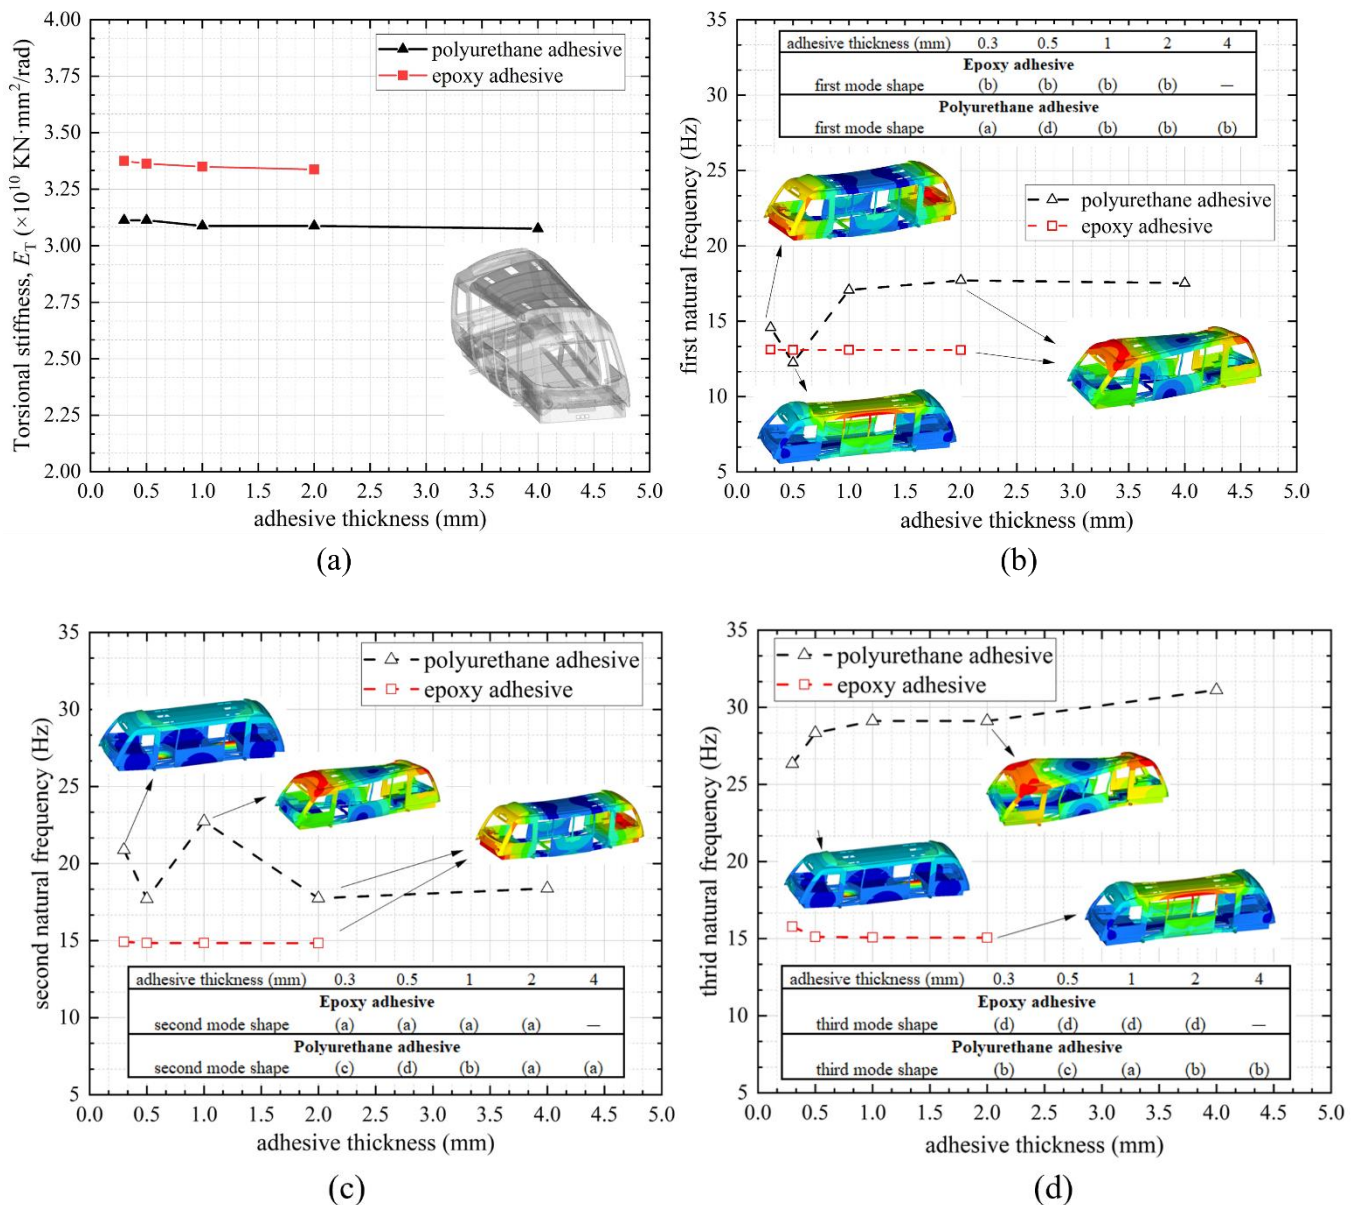 4.00
3.75
3.50
3.25
3.00
2.75
2.50
2.25
2.00
Torsional stiffness, E_T (×10^10 KN·mm²/rad)
polyurethane adhesive
epoxy adhesive
0.0 0.5 1.0 1.5 2.0 2.5 3.0 3.5 4.0 4.5 5.0
adhesive thickness (mm)
(a)
35
30
25
20
15
10
5
first natural frequency (Hz)
adhesive thickness (mm) 0.3 0.5 1 2 4
Epoxy adhesive
first mode shape (b) (b) (b) (b) —
Polyurethane adhesive
first mode shape (a) (d) (b) (b) (b)
polyurethane adhesive
epoxy adhesive
0.0 0.5 1.0 1.5 2.0 2.5 3.0 3.5 4.0 4.5 5.0
adhesive thickness (mm)
(b)
35
30
25
20
15
10
5
second natural frequency (Hz)
polyurethane adhesive
epoxy adhesive
adhesive thickness (mm) 0.3 0.5 1 2 4
Epoxy adhesive
second mode shape (a) (a) (a) (a) —
Polyurethane adhesive
second mode shape (c) (d) (b) (a) (a)
0.0 0.5 1.0 1.5 2.0 2.5 3.0 3.5 4.0 4.5 5.0
adhesive thickness (mm)
(c)
35
30
25
20
15
10
5
thrid natural frequency (Hz)
polyurethane adhesive
epoxy adhesive
adhesive thickness (mm) 0.3 0.5 1 2 4
Epoxy adhesive
third mode shape (d) (d) (d) (d) —
Polyurethane adhesive
third mode shape (b) (c) (a) (b) (b)
0.0 0.5 1.0 1.5 2.0 2.5 3.0 3.5 4.0 4.5 5.0
adhesive thickness (mm)
(d)